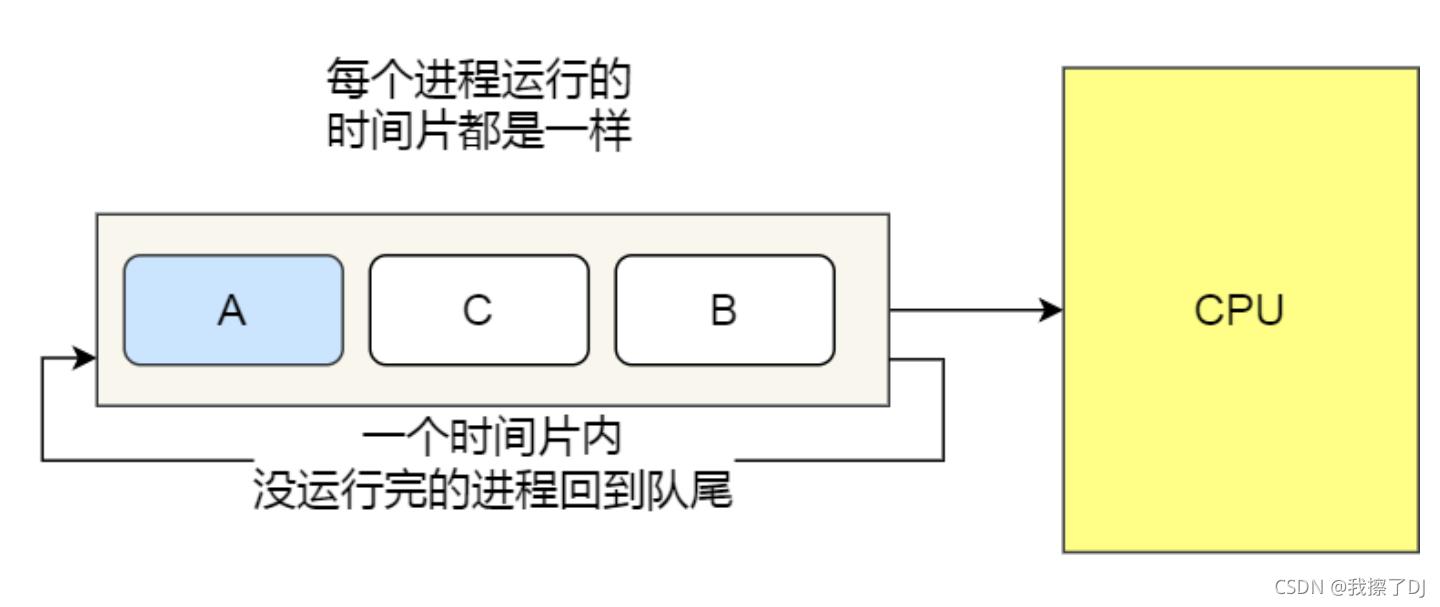 每个进程运行的
时间片都是一样
A
C
B
CPU
一个时间片内
没运行完的进程回到队尾
CSDN @我擦了DJ